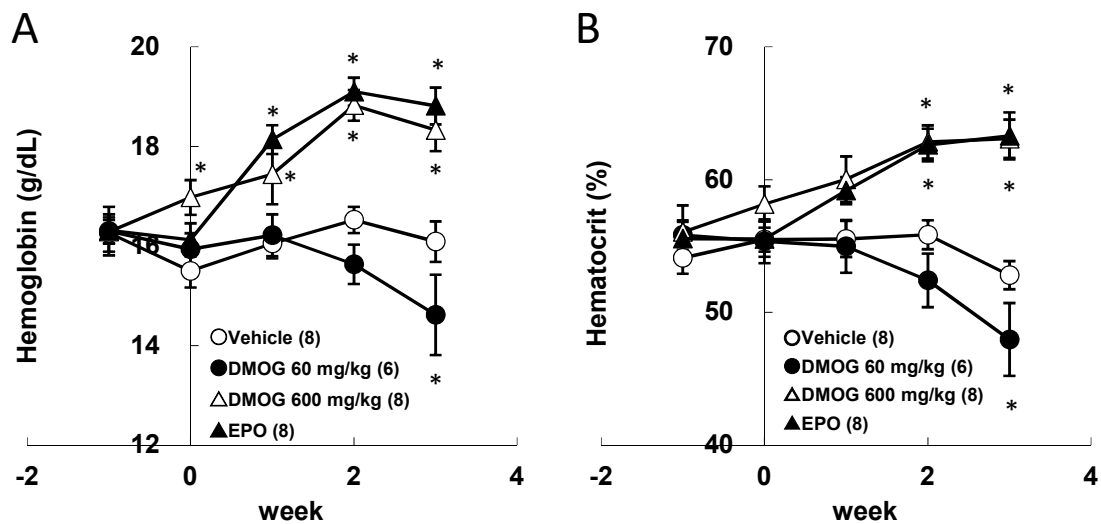 A
Hemoglobin (g/dL)
20
18
16
14
12
* * * * * * * *
Vehicle (8)
DMOG 60 mg/kg (6)
DMOG 600 mg/kg (8)
EPO (8)
-2 0 2 4
week
B
Hematocrit (%)
70
60
50
40
* * * * *
Vehicle (8)
DMOG 60 mg/kg (6)
DMOG 600 mg/kg (8)
EPO (8)
-2 0 2 4
week